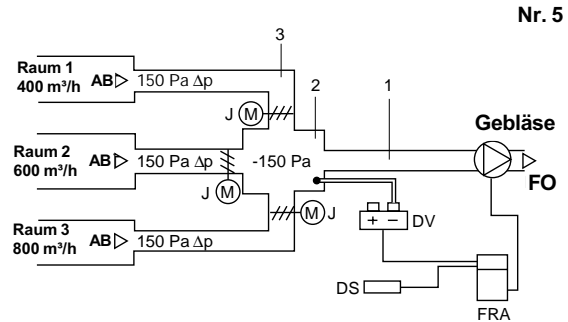 Nr. 5
3
2
1
Raum 1
400 m³/h
AB
150 Pa Δp
J M
Gebläse
Raum 2
600 m³/h
AB
150 Pa Δp
-150 Pa
FO
J M
M J
Raum 3
800 m³/h
AB
150 Pa Δp
+ −
DV
DS
FRA